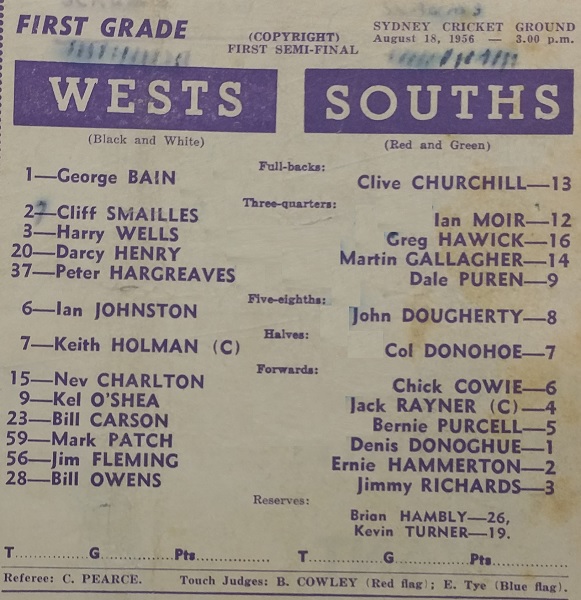 FIRST GRADE
(COPYRIGHT)
FIRST SEMI-FINAL
SYDNEY CRICKET GROUND
August 18, 1956 — 3.00 p.m.
WESTS SOUTHS
(Black and White) (Red and Green)
Full-backs:
1—George BAIN Clive CHURCHILL—13
Three-quarters:
2—Cliff SMAILLES Ian MOIR—12
3—Harry WELLS Greg HAWICK—16
20—Darcy HENRY Martin GALLAGHER—14
37—Peter HARGREAVES Dale PUREN—9
Five-eighths:
6—Ian JOHNSTON John DOUGHERTY—8
Halves:
7—Keith HOLMAN (C) Col DONOHOE—7
Forwards:
15—Nev CHARLTON Chick COWIE—6
9—Kel O'SHEA Jack RAYNER (C)—4
23—Bill CARSON Bernie PURCELL—5
59—Mark PATCH Denis DONOGHUE—1
56—Jim FLEMING Ernie HAMMERTON—2
28—Bill OWENS Jimmy RICHARDS—3
Reserves:
Brian HAMBLY—26,
Kevin TURNER—19.
T..............G..............Pts.............. T..............G..............Pts..............
Referee: C. PEARCE. Touch Judges: B. COWLEY (Red flag); E. Tye (Blue flag).